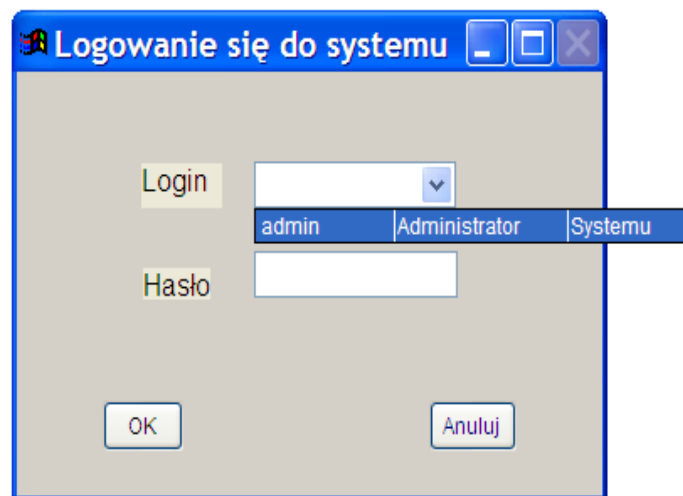 Logowanie się do systemu
Login
admin Administrator Systemu
Hasło
OK Anuluj